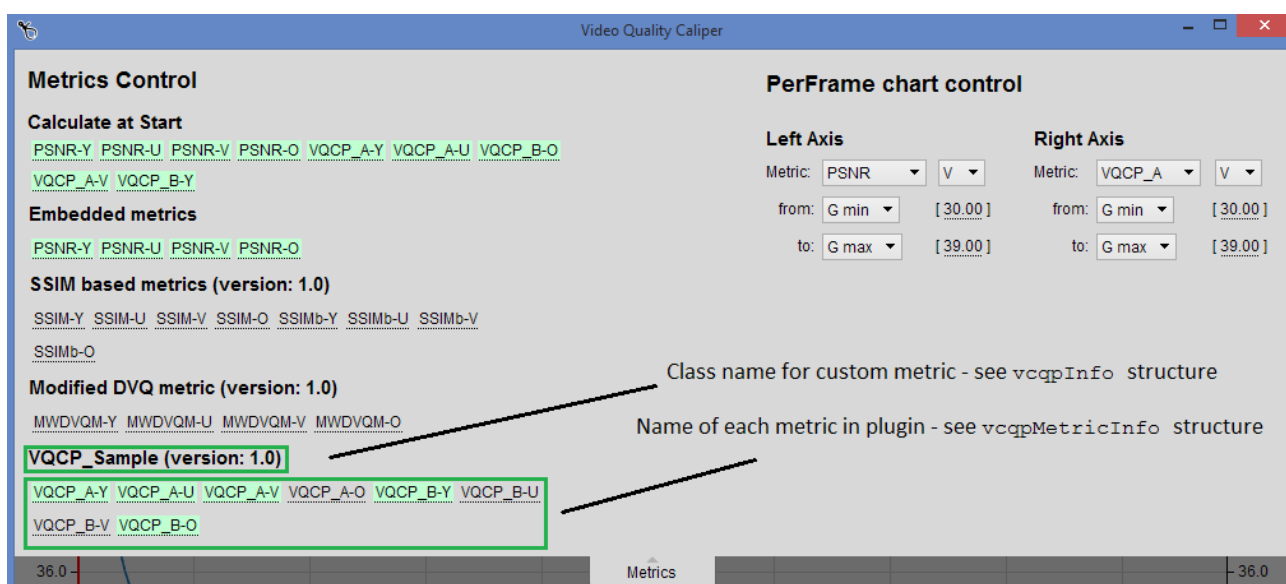 Video Quality Caliper
Metrics Control
Calculate at Start
PSNR-Y PSNR-U PSNR-V PSNR-O VQCP_A-Y VQCP_A-U VQCP_B-O
VQCP_A-V VQCP_B-Y
Embedded metrics
PSNR-Y PSNR-U PSNR-V PSNR-O
SSIM based metrics (version: 1.0)
SSIM-Y SSIM-U SSIM-V SSIM-O SSIMb-Y SSIMb-U SSIMb-V
SSIMb-O
Modified DVQ metric (version: 1.0)
MWDVQM-Y MWDVQM-U MWDVQM-V MWDVQM-O
VQCP_Sample (version: 1.0)
VQCP_A-Y VQCP_A-U VQCP_A-V VQCP_A-O VQCP_B-Y VQCP_B-U
VQCP_B-V VQCP_B-O
PerFrame chart control
Left Axis
Metric: PSNR V
from: G min [ 30.00 ]
to: G max [ 39.00 ]
Right Axis
Metric: VQCP_A V
from: G min [ 30.00 ]
to: G max [ 39.00 ]
Class name for custom metric - see vcqpInfo structure
Name of each metric in plugin - see vcqpMetricInfo structure
36.0 Metrics 36.0